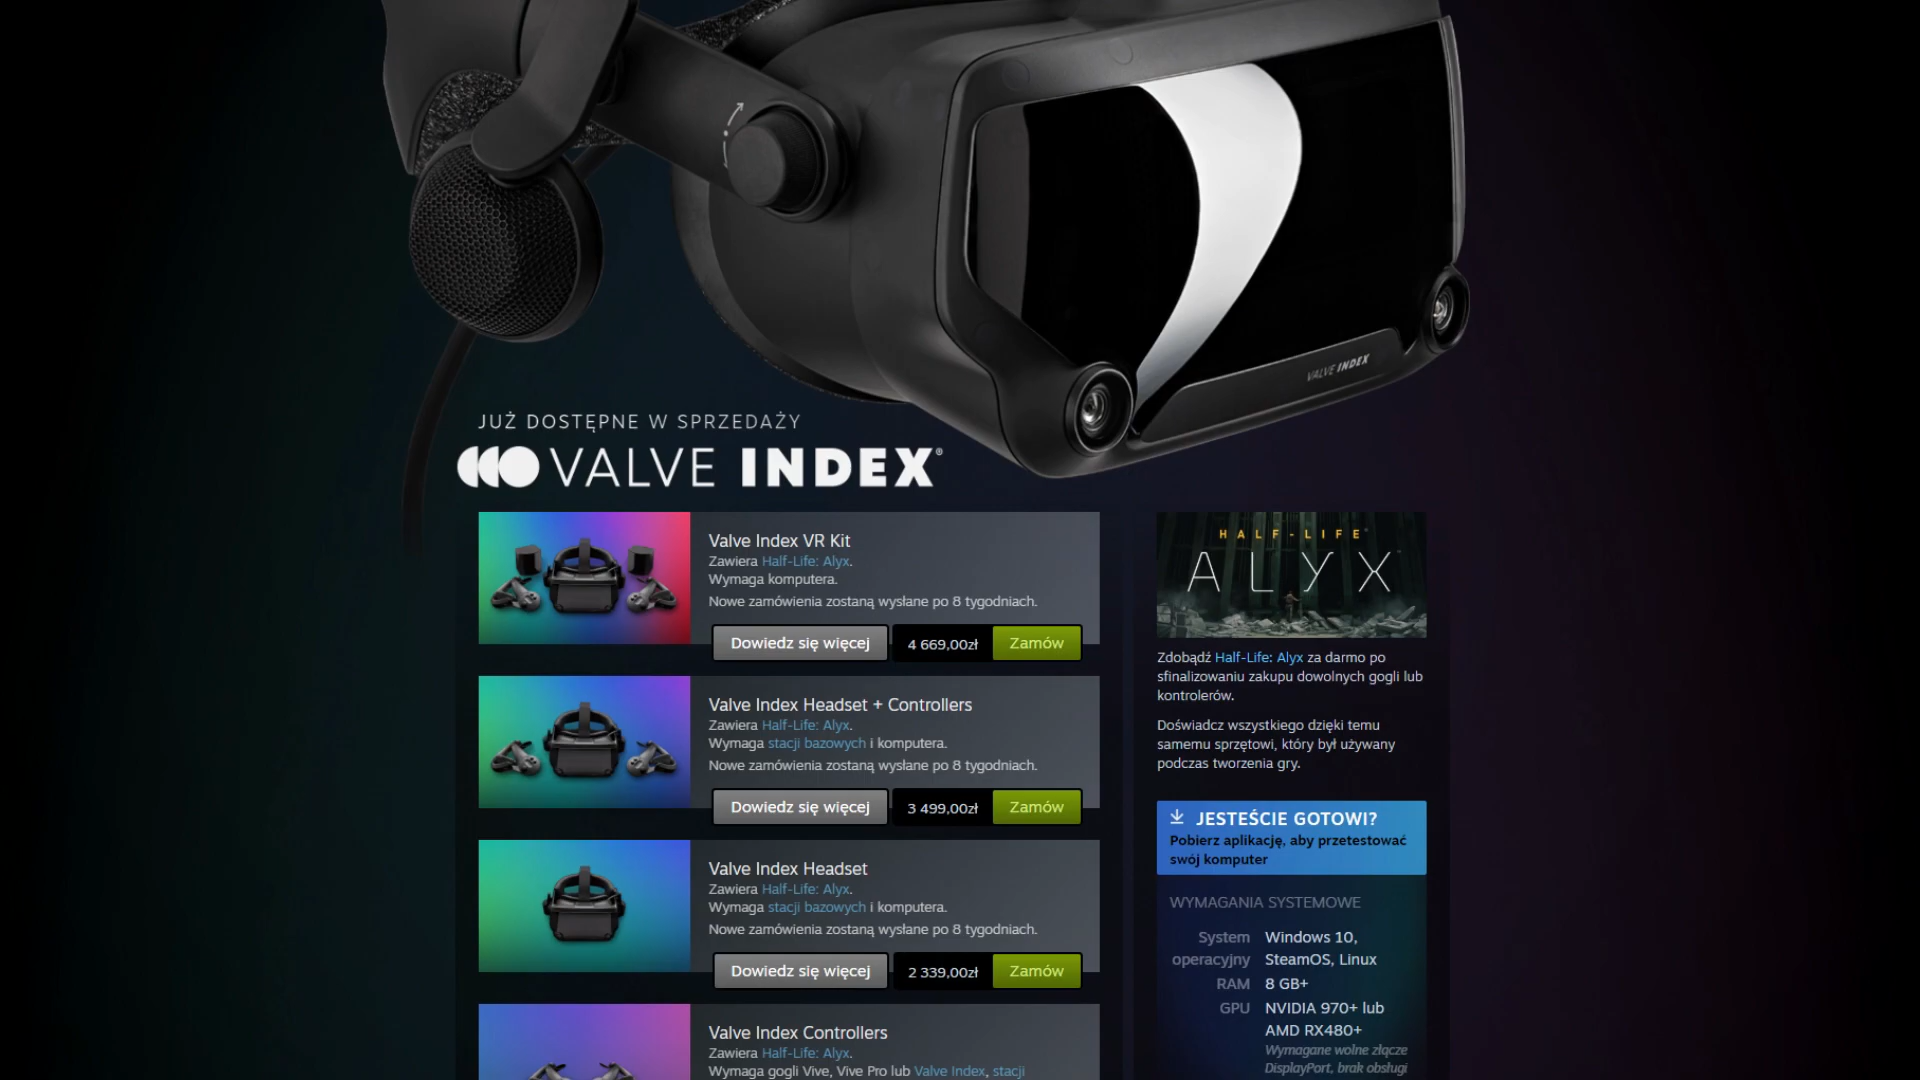 VALVE INDEX
JUŻ DOSTĘPNE W SPRZEDAŻY
VALVE INDEX®
Valve Index VR Kit
Zawiera Half-Life: Alyx.
Wymaga komputera.
Nowe zamówienia zostaną wysłane po 8 tygodniach.
Dowiedz się więcej
4 669,00zł
Zamów
Valve Index Headset + Controllers
Zawiera Half-Life: Alyx.
Wymaga stacji bazowych i komputera.
Nowe zamówienia zostaną wysłane po 8 tygodniach.
Dowiedz się więcej
3 499,00zł
Zamów
Valve Index Headset
Zawiera Half-Life: Alyx.
Wymaga stacji bazowych i komputera.
Nowe zamówienia zostaną wysłane po 8 tygodniach.
Dowiedz się więcej
2 339,00zł
Zamów
Valve Index Controllers
Zawiera Half-Life: Alyx.
Wymaga gogli Vive, Vive Pro lub Valve Index, stacji
HALF-LIFE
ALYX
Zdobądź Half-Life: Alyx za darmo po
sfinalizowaniu zakupu dowolnych gogli lub
kontrolerów.
Doświadcz wszystkiego dzięki temu
samemu sprzętowi, który był używany
podczas tworzenia gry.
JESTEŚCIE GOTOWI?
Pobierz aplikację, aby przetestować
swój komputer
WYMAGANIA SYSTEMOWE
System operacyjny Windows 10,
SteamOS, Linux
RAM 8 GB+
GPU NVIDIA 970+ lub
AMD RX480+
Wymagane wolne złącze
DisplayPort, brak obsługi